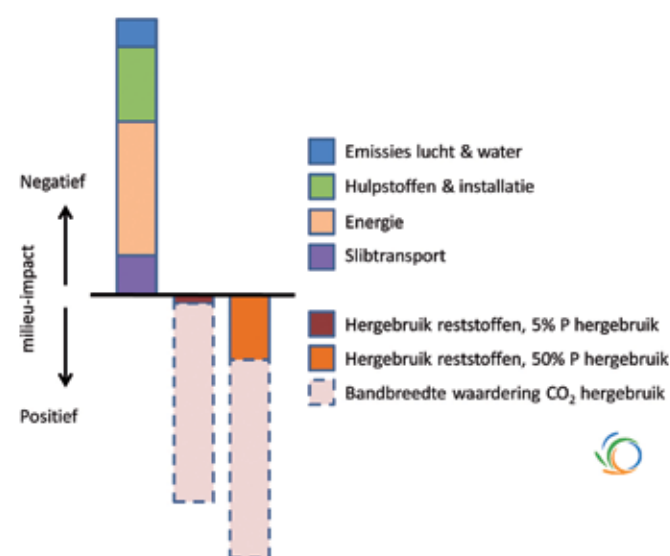 Emissies lucht & water
Hulpstoffen & installatie
Energie
Slibtransport
Negatief
milieu-impact
Positief
Hergebruik reststoffen, 5% P hergebruik
Hergebruik reststoffen, 50% P hergebruik
Bandbreedte waardering CO₂ hergebruik